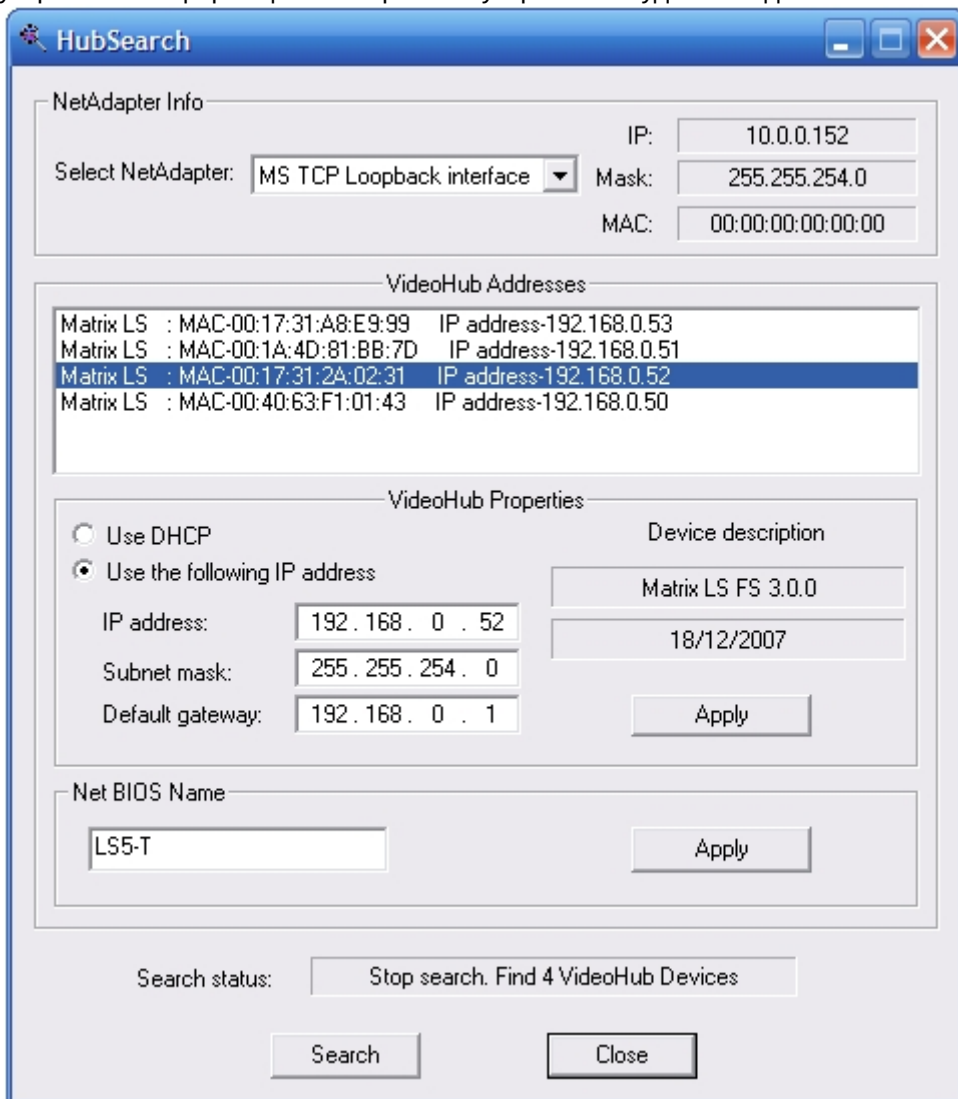 HubSearch
NetAdapter Info
Select NetAdapter: MS TCP Loopback interface
IP: 10.0.0.152
Mask: 255.255.254.0
MAC: 00:00:00:00:00:00
VideoHub Addresses
Matrix LS : MAC-00:17:31:A8:E9:99 IP address-192.168.0.53
Matrix LS : MAC-00:1A:4D:81:BB:7D IP address-192.168.0.51
Matrix LS : MAC-00:17:31:2A:02:31 IP address-192.168.0.52
Matrix LS : MAC-00:40:63:F1:01:43 IP address-192.168.0.50
VideoHub Properties
Use DHCP
Use the following IP address
IP address: 192 . 168 . 0 . 52
Subnet mask: 255 . 255 . 254 . 0
Default gateway: 192 . 168 . 0 . 1
Device description
Matrix LS FS 3.0.0
18/12/2007
Apply
Net BIOS Name
LS5-T
Apply
Search status: Stop search. Find 4 VideoHub Devices
Search Close